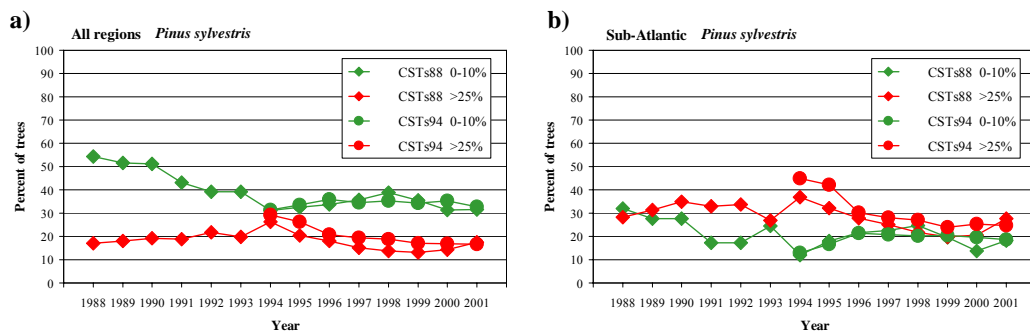 a)
All regions Pinus sylvestris
100
90
80
70
60
50
40
30
20
10
0
Percent of trees
CSTs88 0-10%
CSTs88 >25%
CSTs94 0-10%
CSTs94 >25%
1988 1989 1990 1991 1992 1993 1994 1995 1996 1997 1998 1999 2000 2001
Year
b)
Sub-Atlantic Pinus sylvestris
100
90
80
70
60
50
40
30
20
10
0
Percent of trees
CSTs88 0-10%
CSTs88 >25%
CSTs94 0-10%
CSTs94 >25%
1988 1989 1990 1991 1992 1993 1994 1995 1996 1997 1998 1999 2000 2001
Year